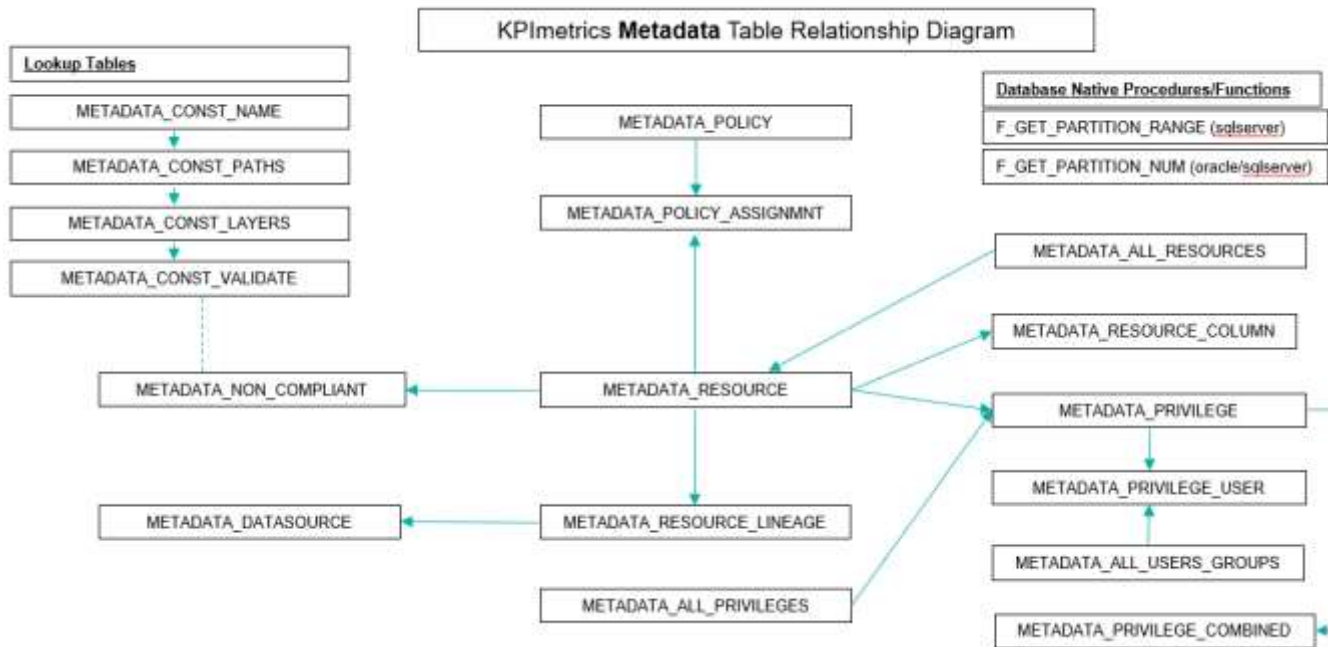 KPImetrics Metadata Table Relationship Diagram
Lookup Tables
METADATA_CONST_NAME
METADATA_CONST_PATHS
METADATA_CONST_LAYERS
METADATA_CONST_VALIDATE
METADATA_NON_COMPLIANT
METADATA_DATASOURCE
METADATA_POLICY
METADATA_POLICY_ASSIGNMNT
METADATA_RESOURCE
METADATA_RESOURCE_LINEAGE
METADATA_ALL_PRIVILEGES
Database Native Procedures/Functions
F_GET_PARTITION_RANGE (sqlserver)
F_GET_PARTITION_NUM (oracle/sqlserver)
METADATA_ALL_RESOURCES
METADATA_RESOURCE_COLUMN
METADATA_PRIVILEGE
METADATA_PRIVILEGE_USER
METADATA_ALL_USERS_GROUPS
METADATA_PRIVILEGE_COMBINED